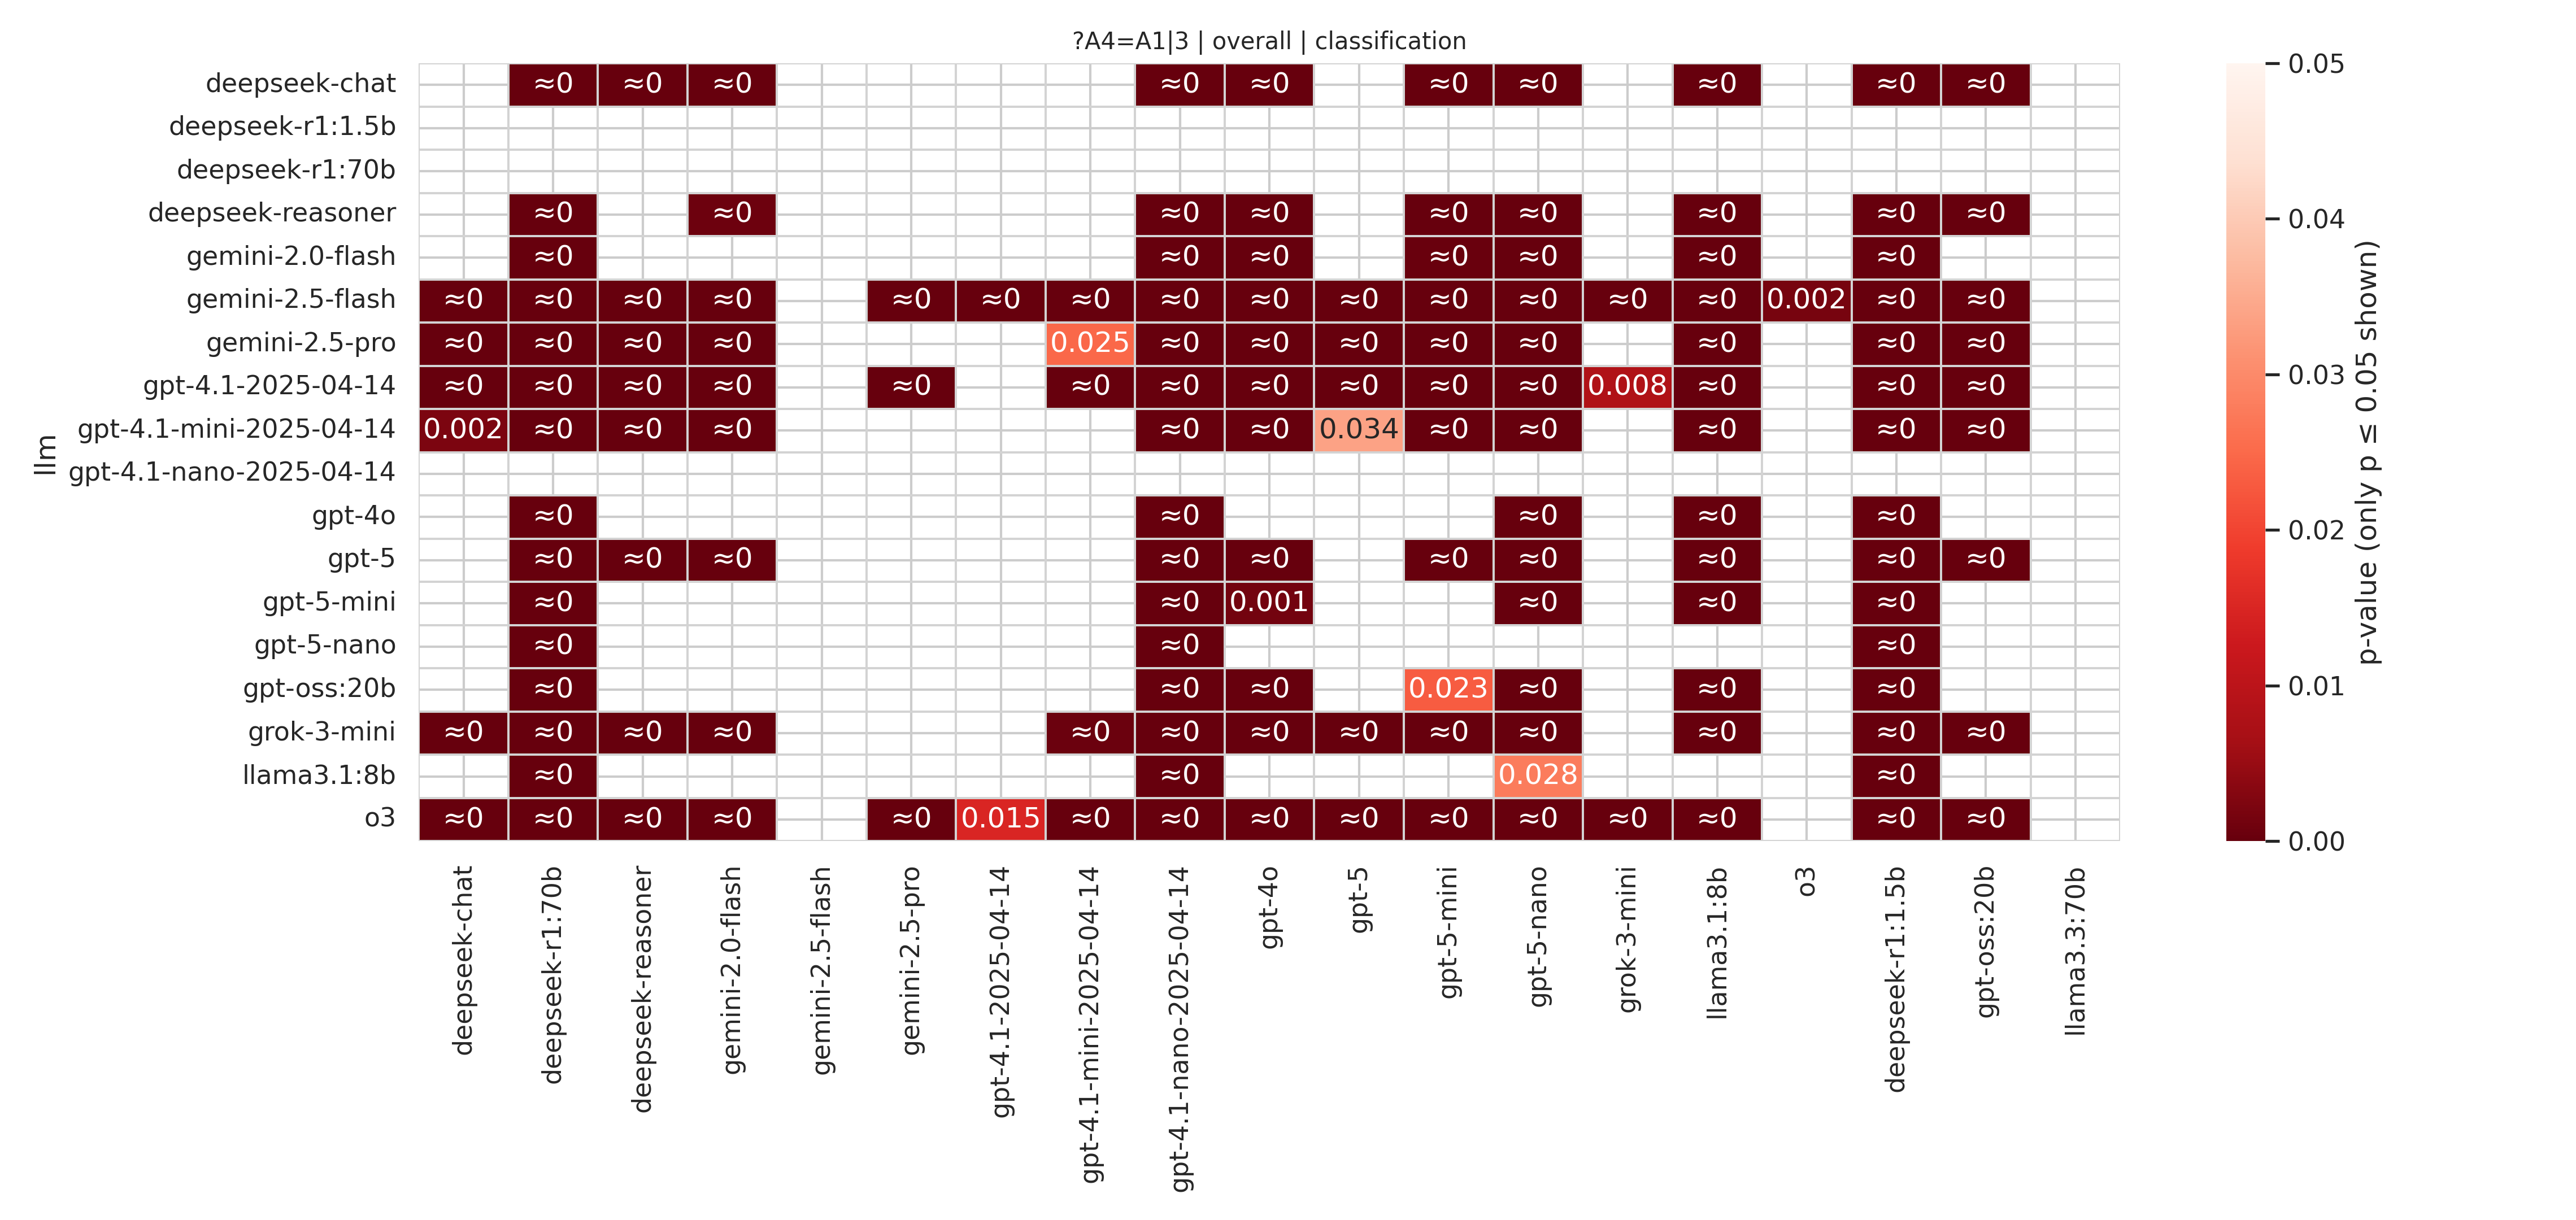 ?A4=A1|3 | overall | classification
deepseek-chat ≈0 ≈0 ≈0 ≈0 ≈0 ≈0 ≈0 ≈0 ≈0 ≈0
deepseek-r1:1.5b
deepseek-r1:70b
deepseek-reasoner ≈0 ≈0 ≈0 ≈0 ≈0 ≈0 ≈0 ≈0 ≈0
gemini-2.0-flash ≈0 ≈0 ≈0 ≈0 ≈0 ≈0 ≈0
gemini-2.5-flash ≈0 ≈0 ≈0 ≈0 ≈0 ≈0 ≈0 ≈0 ≈0 ≈0 ≈0 ≈0 ≈0 ≈0 0.002 ≈0 ≈0
gemini-2.5-pro ≈0 ≈0 ≈0 ≈0 0.025 ≈0 ≈0 ≈0 ≈0 ≈0 ≈0 ≈0 ≈0
gpt-4.1-2025-04-14 ≈0 ≈0 ≈0 ≈0 ≈0 ≈0 ≈0 ≈0 ≈0 ≈0 ≈0 0.008 ≈0 ≈0 ≈0
gpt-4.1-mini-2025-04-14 0.002 ≈0 ≈0 ≈0 ≈0 ≈0 0.034 ≈0 ≈0 ≈0 ≈0 ≈0
gpt-4.1-nano-2025-04-14
gpt-4o ≈0 ≈0 ≈0 ≈0 ≈0
gpt-5 ≈0 ≈0 ≈0 ≈0 ≈0 ≈0 ≈0 ≈0 ≈0 ≈0
gpt-5-mini ≈0 ≈0 0.001 ≈0 ≈0 ≈0
gpt-5-nano ≈0 ≈0 ≈0
gpt-oss:20b ≈0 ≈0 ≈0 0.023 ≈0 ≈0 ≈0
grok-3-mini ≈0 ≈0 ≈0 ≈0 ≈0 ≈0 ≈0 ≈0 ≈0 ≈0 ≈0 ≈0 ≈0
llama3.1:8b ≈0 ≈0 0.028 ≈0
o3 ≈0 ≈0 ≈0 ≈0 ≈0 0.015 ≈0 ≈0 ≈0 ≈0 ≈0 ≈0 ≈0 ≈0 ≈0 ≈0
llm
deepseek-chat
deepseek-r1:70b
deepseek-reasoner
gemini-2.0-flash
gemini-2.5-flash
gemini-2.5-pro
gpt-4.1-2025-04-14
gpt-4.1-mini-2025-04-14
gpt-4.1-nano-2025-04-14
gpt-4o
gpt-5
gpt-5-mini
gpt-5-nano
grok-3-mini
llama3.1:8b
o3
deepseek-r1:1.5b
gpt-oss:20b
llama3.3:70b
0.05
0.04
0.03
0.02
0.01
0.00
p-value (only p ≤ 0.05 shown)